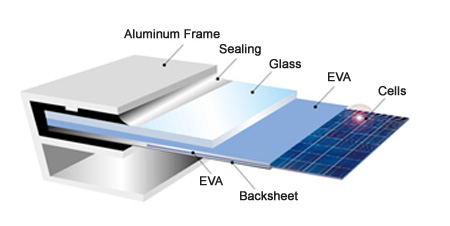 Aluminum Frame
Sealing
Glass
EVA
Cells
EVA
Backsheet